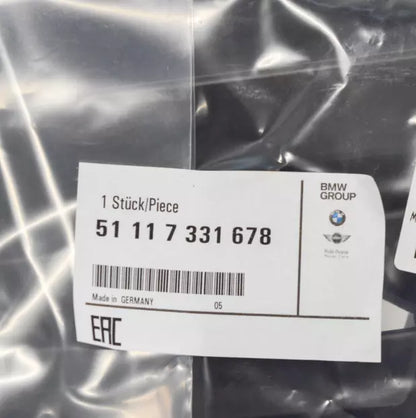 1 Stück/Piece
51 11 7 331 678
Made in GERMANY 05
EAC
BMW
GROUP